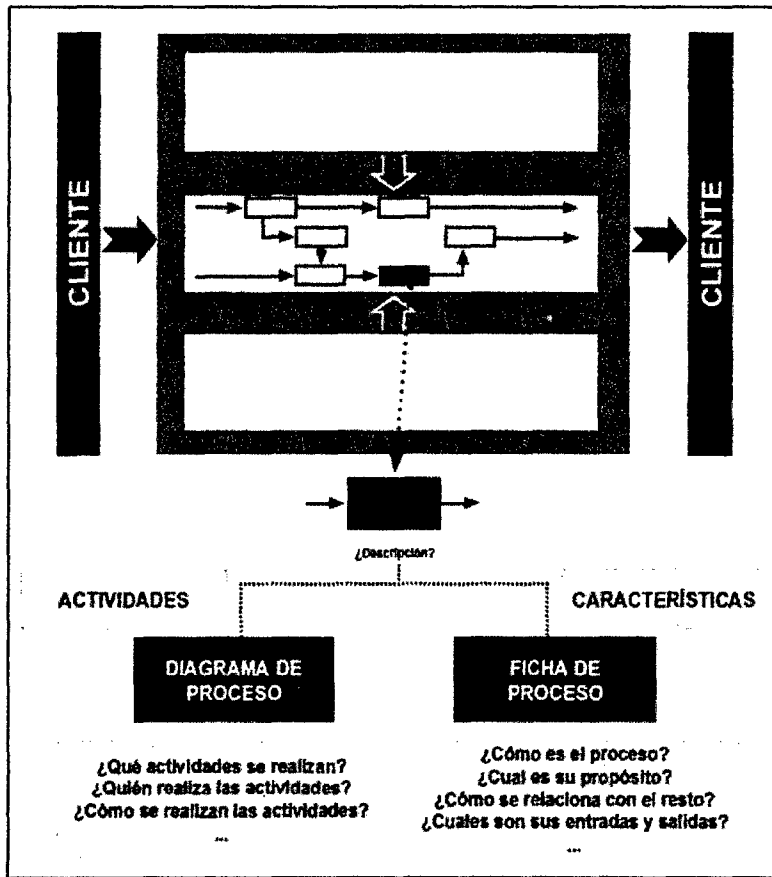 CLIENTE
CLIENTE
¿Descripción?
ACTIVIDADES
CARACTERÍSTICAS
DIAGRAMA DE
PROCESO
FICHA DE
PROCESO
¿Qué actividades se realizan?
¿Quién realiza las actividades?
¿Cómo se realizan las actividades?
...
¿Cómo es el proceso?
¿Cual es su propósito?
¿Cómo se relaciona con el resto?
¿Cuales son sus entradas y salidas?
...